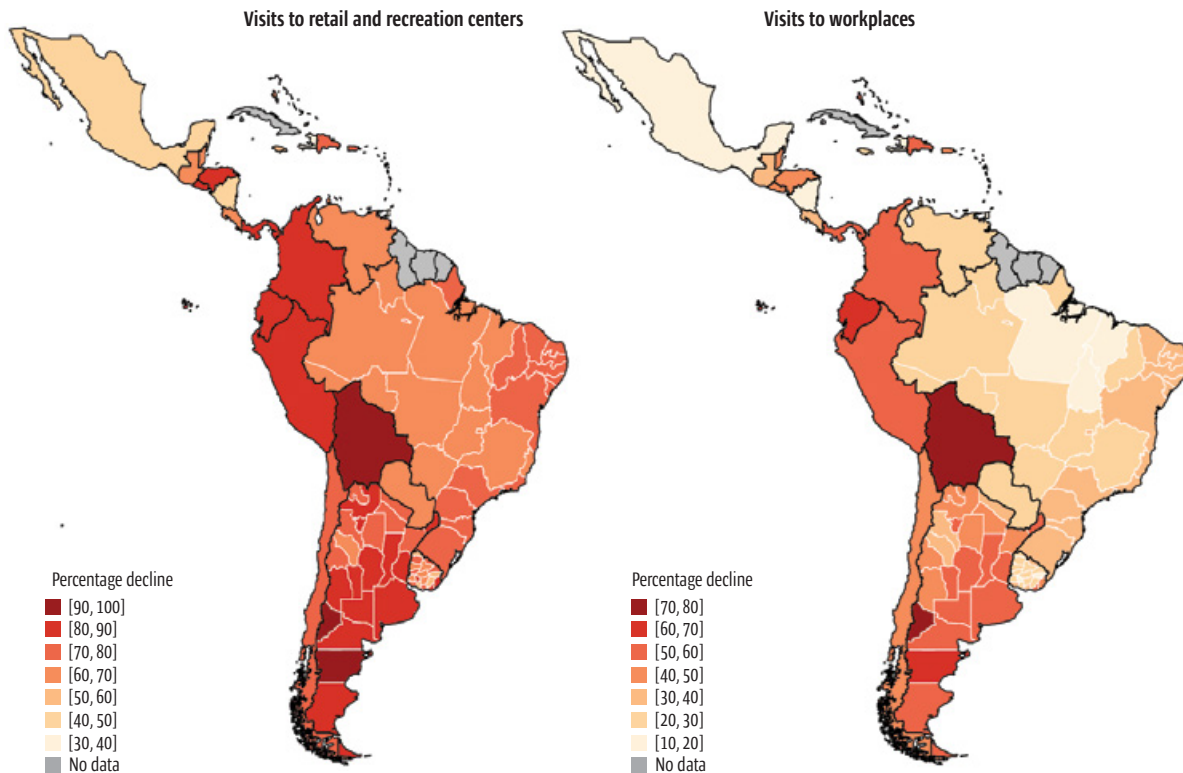 Visits to retail and recreation centers
Visits to workplaces
Percentage decline
[90, 100]
[80, 90]
[70, 80]
[60, 70]
[50, 60]
[40, 50]
[30, 40]
No data
Percentage decline
[70, 80]
[60, 70]
[50, 60]
[40, 50]
[30, 40]
[20, 30]
[10, 20]
No data